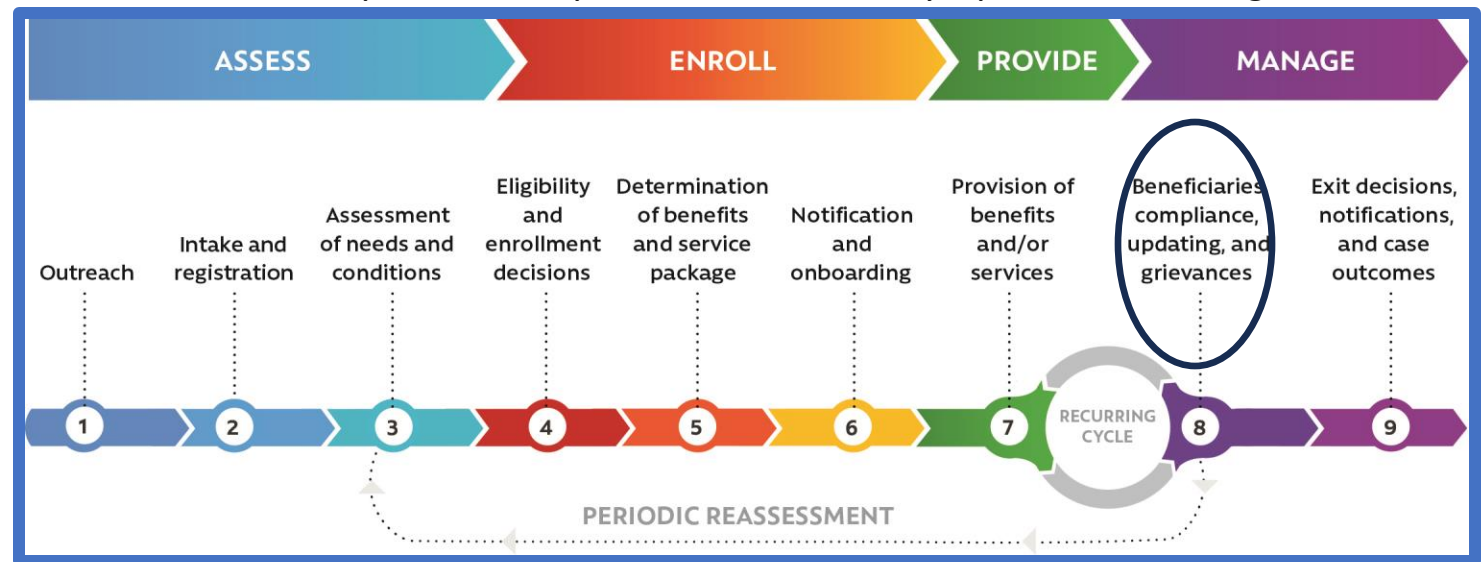 ASSESS
ENROLL
PROVIDE
MANAGE
Outreach
Intake and
registration
Assessment
of needs and
conditions
Eligibility
and
enrollment
decisions
Determination
of benefits
and service
package
Notification
and
onboarding
Provision of
benefits
and/or
services
Beneficiaries
compliance,
updating, and
grievances
Exit decisions,
notifications,
and case
outcomes
1
2
3
4
5
6
7
RECURRING
CYCLE
8
9
PERIODIC REASSESSMENT